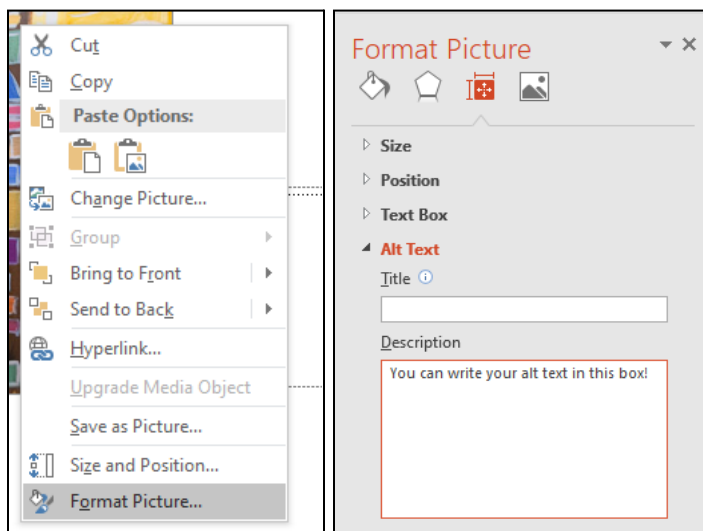 Cut
Copy
Paste Options:
Change Picture...
Group
Bring to Front
Send to Back
Hyperlink...
Upgrade Media Object
Save as Picture...
Size and Position...
Format Picture...
Format Picture
Size
Position
Text Box
Alt Text
Title
Description
You can write your alt text in this box!